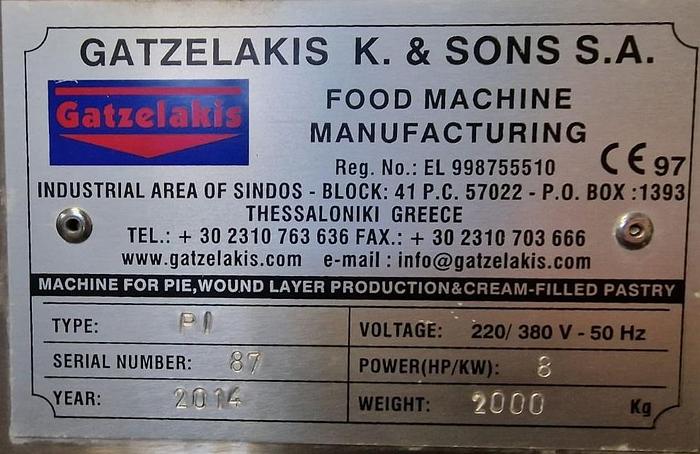 GATZELAKIS K. & SONS S.A.
Gatzelakis
FOOD MACHINE
MANUFACTURING
Reg. No.: EL 998755510 CE 97
INDUSTRIAL AREA OF SINDOS - BLOCK: 41 P.C. 57022 - P.O. BOX :1393
THESSALONIKI GREECE
TEL.: + 30 2310 763 636 FAX.: + 30 2310 703 666
www.gatzelakis.com e-mail : info@gatzelakis.com
MACHINE FOR PIE,WOUND LAYER PRODUCTION&CREAM-FILLED PASTRY
TYPE: PI
VOLTAGE: 220/ 380 V - 50 Hz
SERIAL NUMBER: 87
POWER(HP/KW): 8
YEAR: 2014
WEIGHT: 2000 Kg